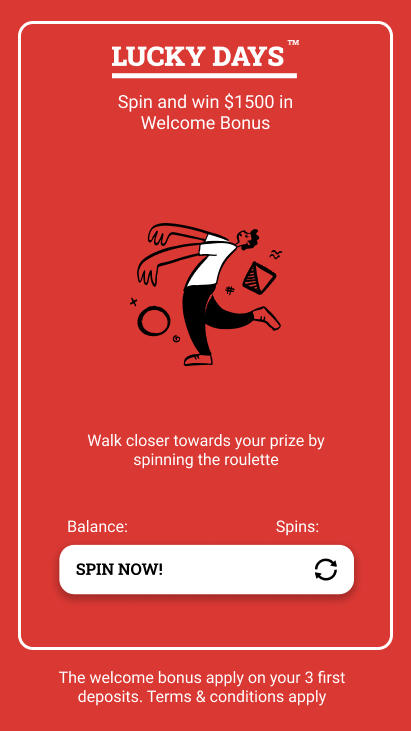 LUCKY DAYS™
Spin and win $1500 in
Welcome Bonus
Walk closer towards your prize by
spinning the roulette
Balance: Spins:
SPIN NOW!
The welcome bonus apply on your 3 first
deposits. Terms & conditions apply